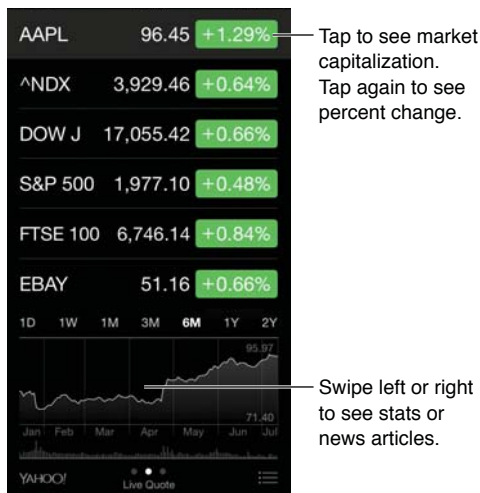 AAPL 96.45 +1.29%
^NDX 3,929.46 +0.64%
DOW J 17,055.42 +0.66%
S&P 500 1,977.10 +0.48%
FTSE 100 6,746.14 +0.84%
EBAY 51.16 +0.66%
1D 1W 1M 3M 6M 1Y 2Y
95.97
71.40
Jan Feb Mar Apr May Jun Jul
YAHOO!
Live Quote
Tap to see market
capitalization.
Tap again to see
percent change.
Swipe left or right
to see stats or
news articles.